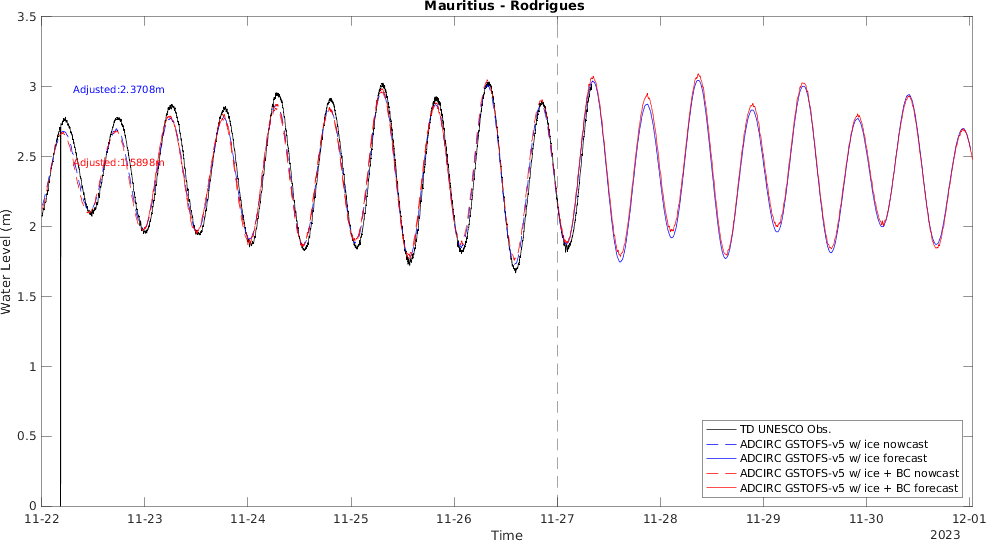 Mauritius - Rodrigues
3.5
3
2.5
2
1.5
1
0.5
0
Water Level (m)
Adjusted:2.3708m
Adjusted:1.5898m
TD UNESCO Obs.
ADCIRC GSTOFS-v5 w/ ice nowcast
ADCIRC GSTOFS-v5 w/ ice forecast
ADCIRC GSTOFS-v5 w/ ice + BC nowcast
ADCIRC GSTOFS-v5 w/ ice + BC forecast
11-22 11-23 11-24 11-25 11-26 11-27 11-28 11-29 11-30 12-01
Time
2023